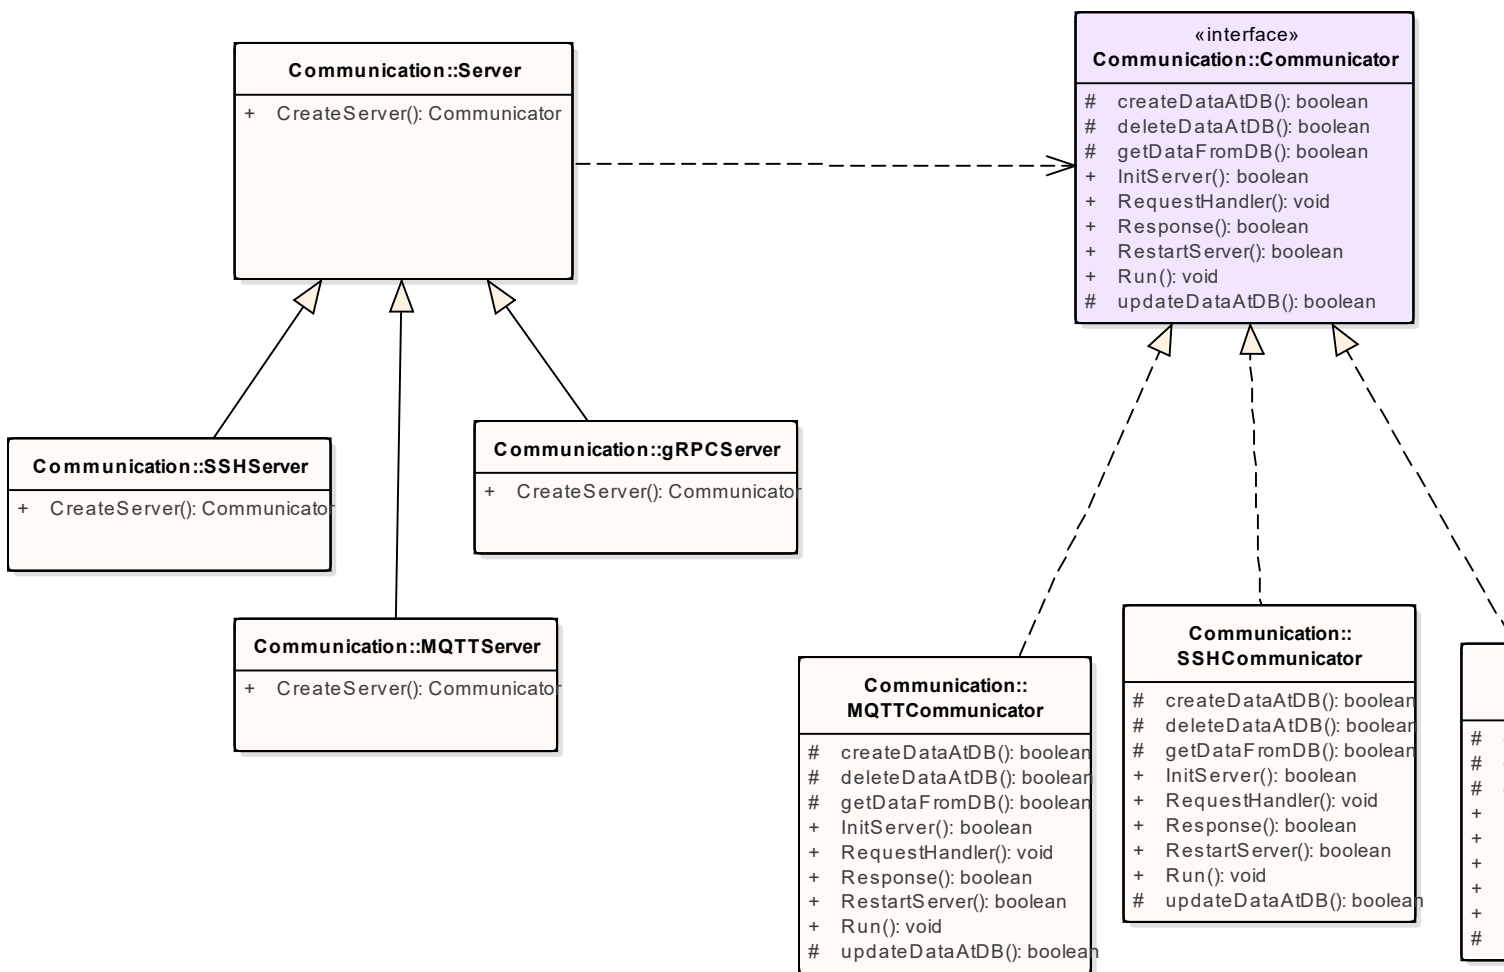 Communication::Server
+ CreateServer(): Communicator
«interface»
Communication::Communicator
# createDataAtDB(): boolean
# deleteDataAtDB(): boolean
# getDataFromDB(): boolean
+ InitServer(): boolean
+ RequestHandler(): void
+ Response(): boolean
+ RestartServer(): boolean
+ Run(): void
# updateDataAtDB(): boolean
Communication::SSHServer
+ CreateServer(): Communicator
Communication::gRPCServer
+ CreateServer(): Communicator
Communication::MQTTServer
+ CreateServer(): Communicator
Communication::
MQTTCommunicator
# createDataAtDB(): boolean
# deleteDataAtDB(): boolean
# getDataFromDB(): boolean
+ InitServer(): boolean
+ RequestHandler(): void
+ Response(): boolean
+ RestartServer(): boolean
+ Run(): void
# updateDataAtDB(): boolean
Communication::
SSHCommunicator
# createDataAtDB(): boolean
# deleteDataAtDB(): boolean
# getDataFromDB(): boolean
+ InitServer(): boolean
+ RequestHandler(): void
+ Response(): boolean
+ RestartServer(): boolean
+ Run(): void
# updateDataAtDB(): boolean
#
#
#
+
+
+
+
+
#